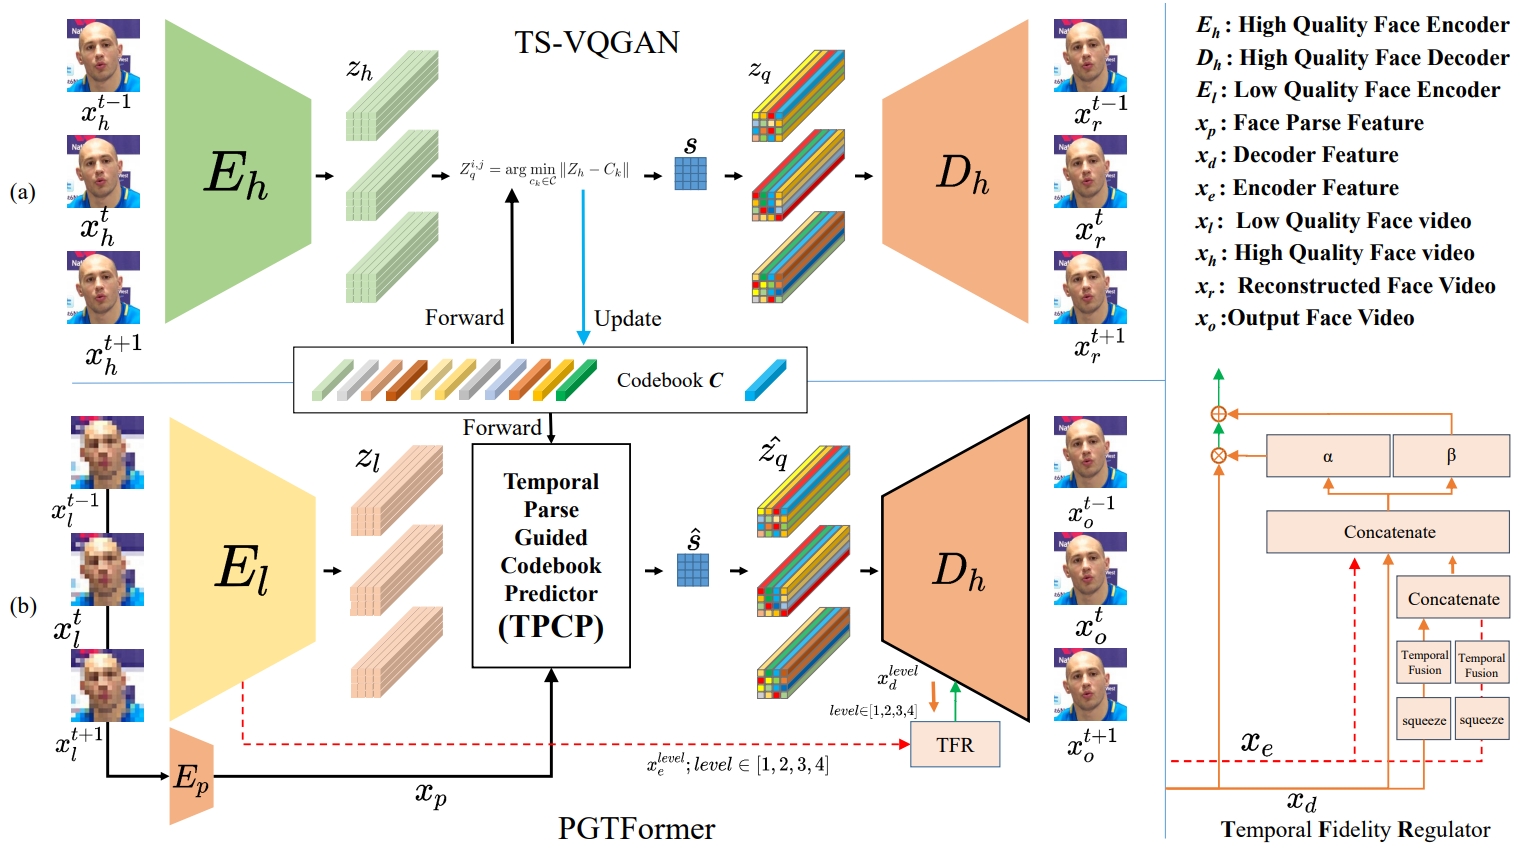 (a)
x_h^{t-1}
x_h^t
x_h^{t+1}
E_h
z_h
TS-VQGAN
Z_q^{i,j} = arg min_{c_k∈𝒞} ‖Z_h − C_k‖
s
z_q
D_h
x_r^{t-1}
x_r^t
x_r^{t+1}
Forward
Update
Codebook C
(b)
x_l^{t-1}
x_l^t
x_l^{t+1}
E_l
z_l
Forward
Temporal
Parse
Guided
Codebook
Predictor
(TPCP)
ŝ
ẑ_q
D_h
x_o^{t-1}
x_o^t
x_o^{t+1}
x_d^{level}
level∈[1,2,3,4]
TFR
x_e^{level}; level ∈ [1, 2, 3, 4]
E_p
x_p
PGTFormer
E_h : High Quality Face Encoder
D_h : High Quality Face Decoder
E_l : Low Quality Face Encoder
x_p : Face Parse Feature
x_d : Decoder Feature
x_e : Encoder Feature
x_l : Low Quality Face video
x_h : High Quality Face video
x_r : Reconstructed Face Video
x_o :Output Face Video
α
β
Concatenate
Concatenate
Temporal
Fusion
Temporal
Fusion
squeeze
squeeze
x_e
x_d
Temporal Fidelity Regulator